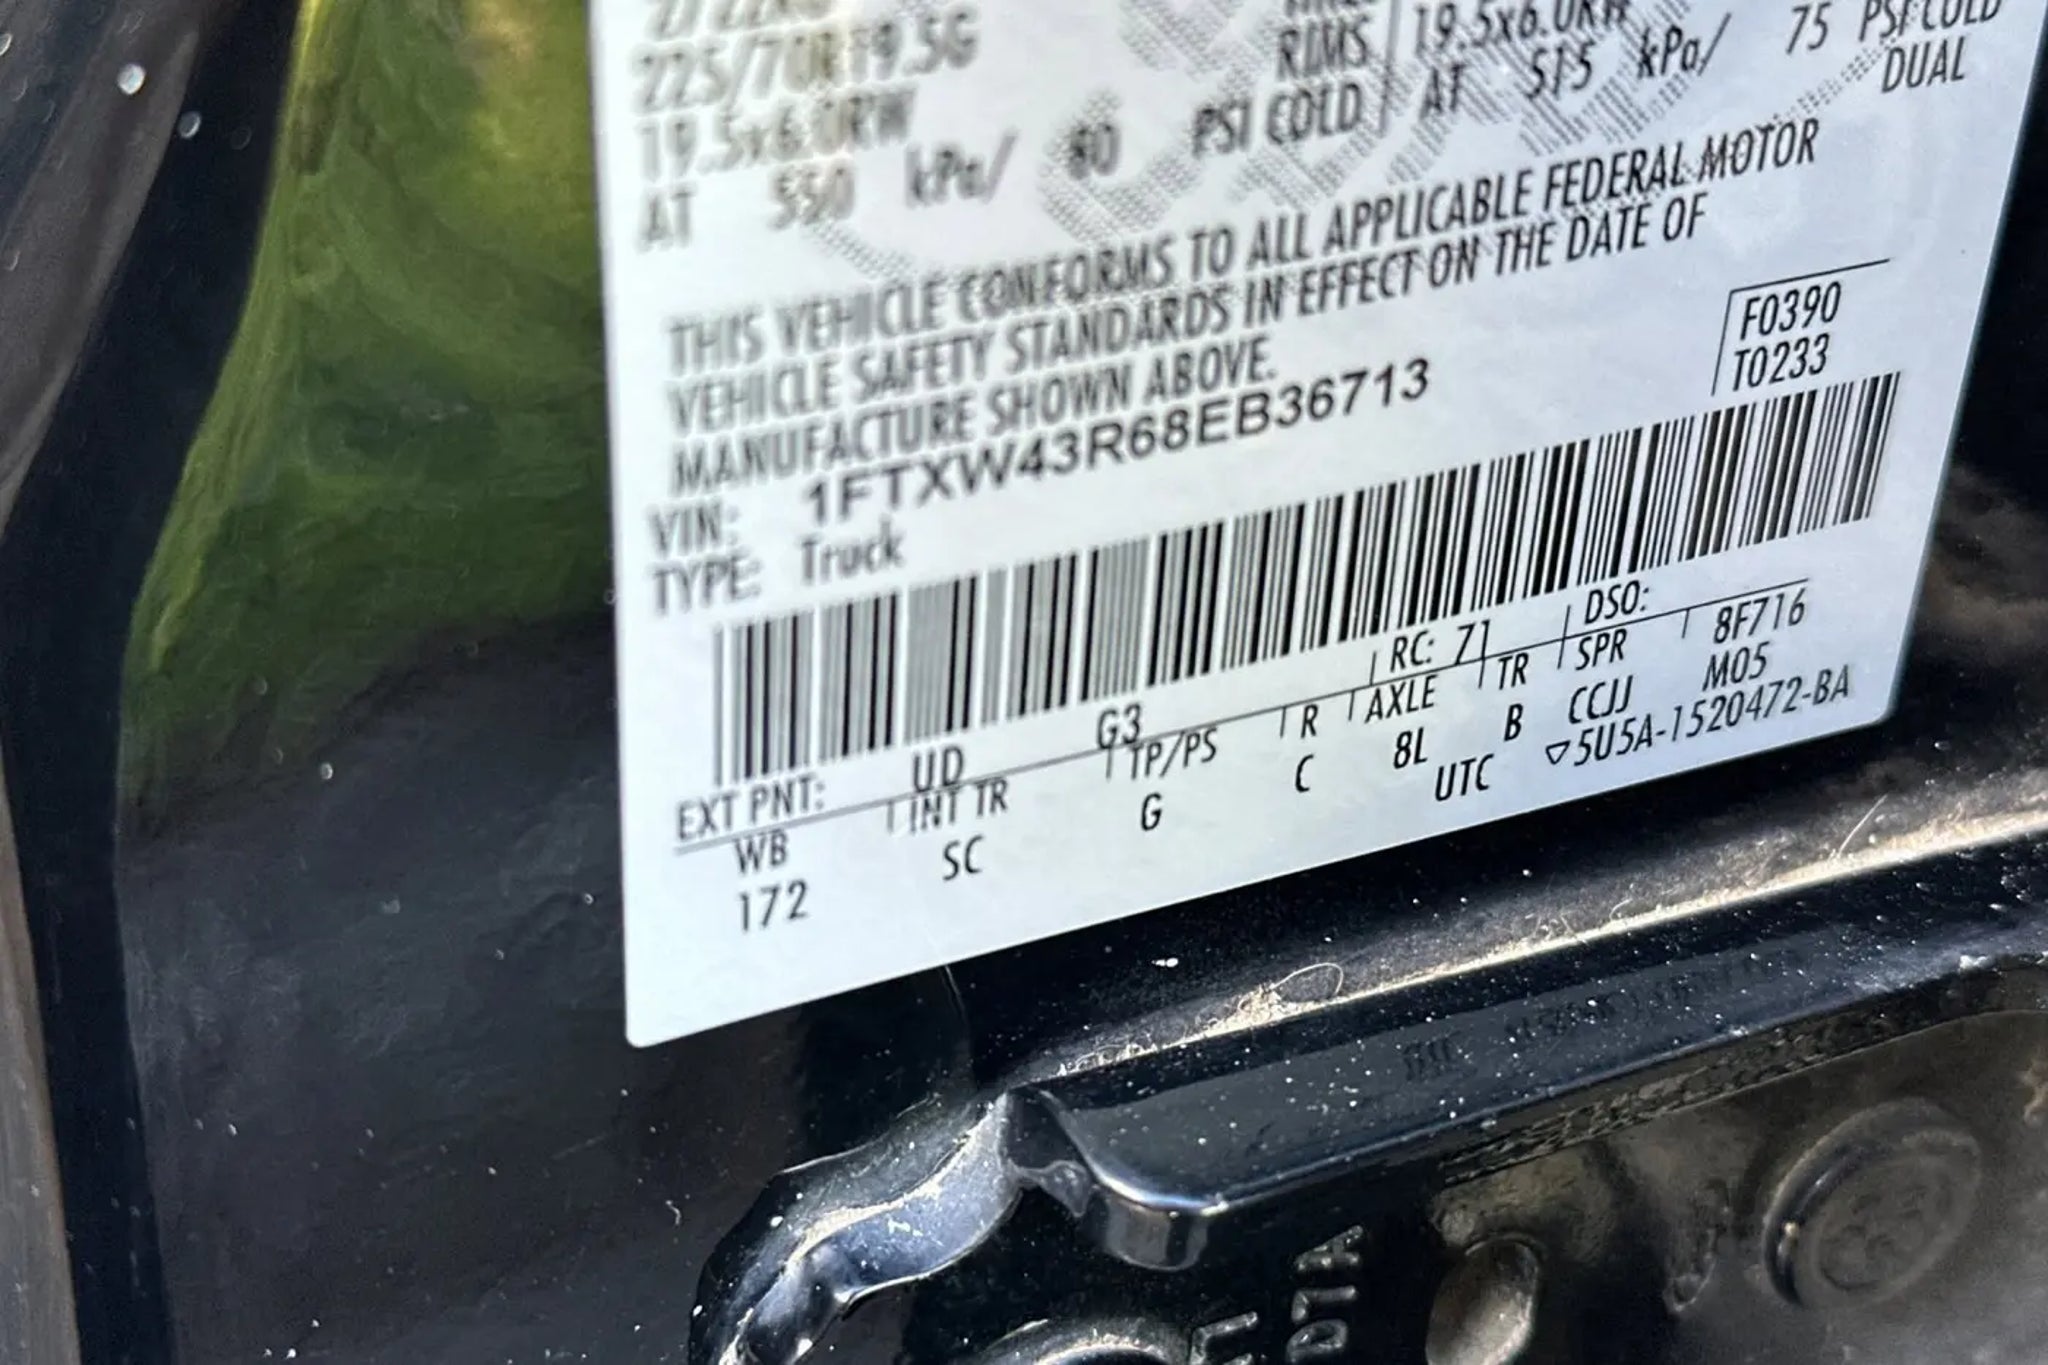 225/70R19.5G
RIMS 19.5x6.0RW
19.5x6.0RW
AT 550 kPa/ 80 PSI COLD AT 515 kPa/ 75 PSI COLD
DUAL
THIS VEHICLE CONFORMS TO ALL APPLICABLE FEDERAL MOTOR
VEHICLE SAFETY STANDARDS IN EFFECT ON THE DATE OF
MANUFACTURE SHOWN ABOVE.
F0390
T0233
VIN: 1FTXW43R68EB36713
TYPE: Truck
EXT PNT: UD G3 RC: 71 DSO:
WB INT TR TP/PS R AXLE TR SPR 8F716
172 SC G C 8L B CCJJ M05
UTC ▽5U5A-1520472-BA